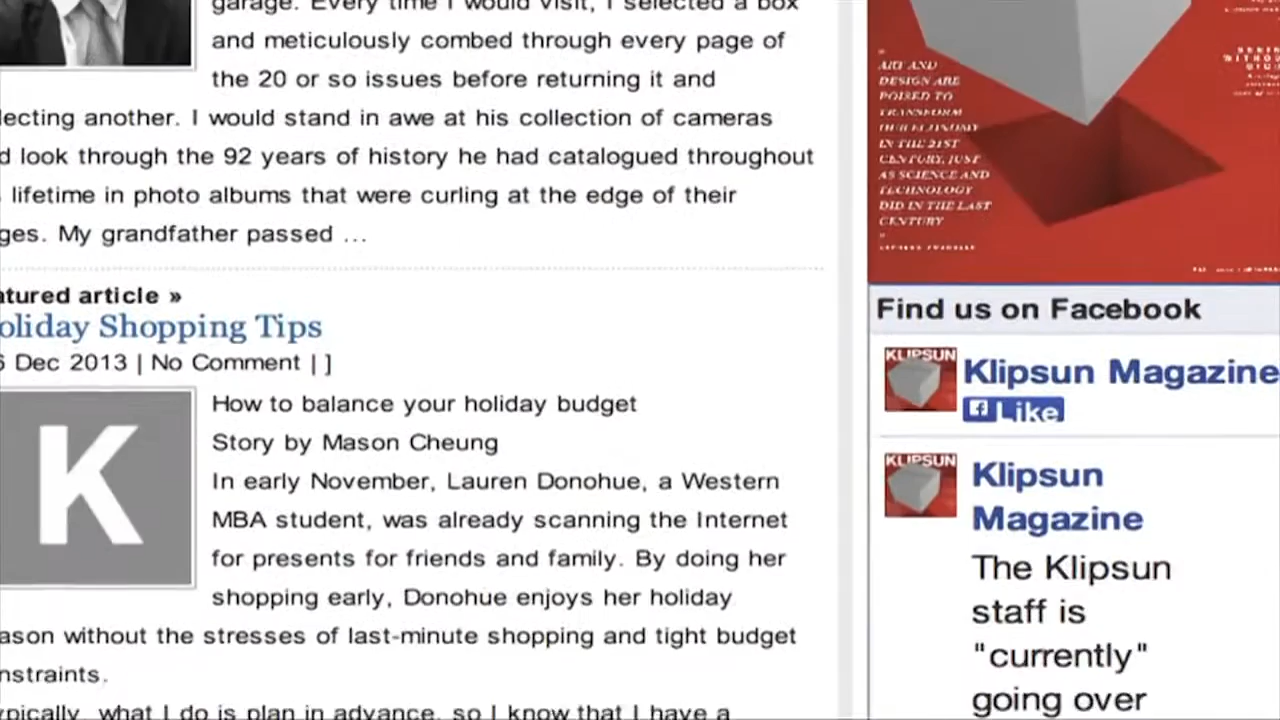 garage. Every time I would visit, I selected a box
and meticulously combed through every page of
the 20 or so issues before returning it and
lecting another. I would stand in awe at his collection of cameras
d look through the 92 years of history he had catalogued throughout
lifetime in photo albums that were curling at the edge of their
ges. My grandfather passed ...
atured article »
oliday Shopping Tips
6 Dec 2013 | No Comment | ]
K
How to balance your holiday budget
Story by Mason Cheung
In early November, Lauren Donohue, a Western
MBA student, was already scanning the Internet
for presents for friends and family. By doing her
shopping early, Donohue enjoys her holiday
ason without the stresses of last-minute shopping and tight budget
nstraints.
ypically, what I do is plan in advance, so I know that I have a
"
ART AND
DESIGN ARE
POISED TO
TRANSFORM
OUR ECONOMY
IN THE 21ST
CENTURY, JUST
AS SCIENCE AND
TECHNOLOGY
DID IN THE LAST
CENTURY
"
Find us on Facebook
KLIPSUN
Klipsun Magazine
Like
KLIPSUN
Klipsun
Magazine
The Klipsun
staff is
"currently"
going over